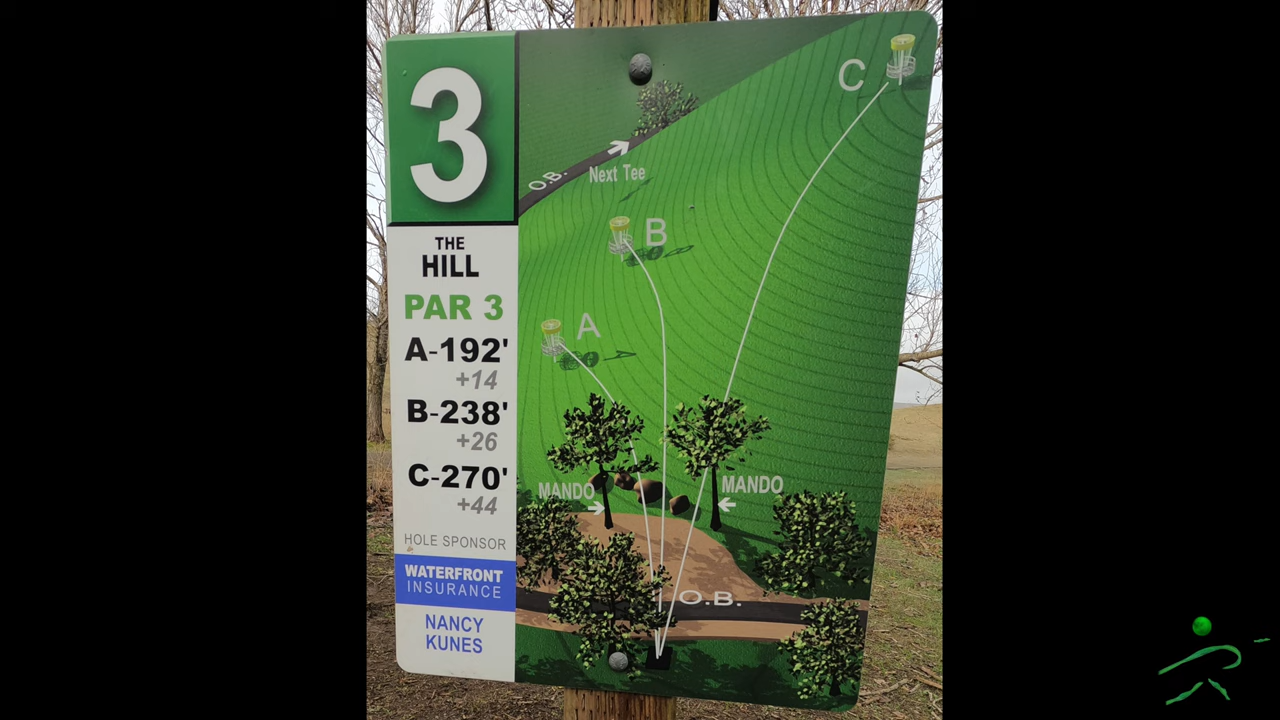 3
THE
HILL
PAR 3
A-192'
+14
B-238'
+26
C-270'
+44
HOLE SPONSOR
WATERFRONT
INSURANCE
NANCY
KUNES
C
O.B.
Next Tee
B
A
MANDO
MANDO
O.B.